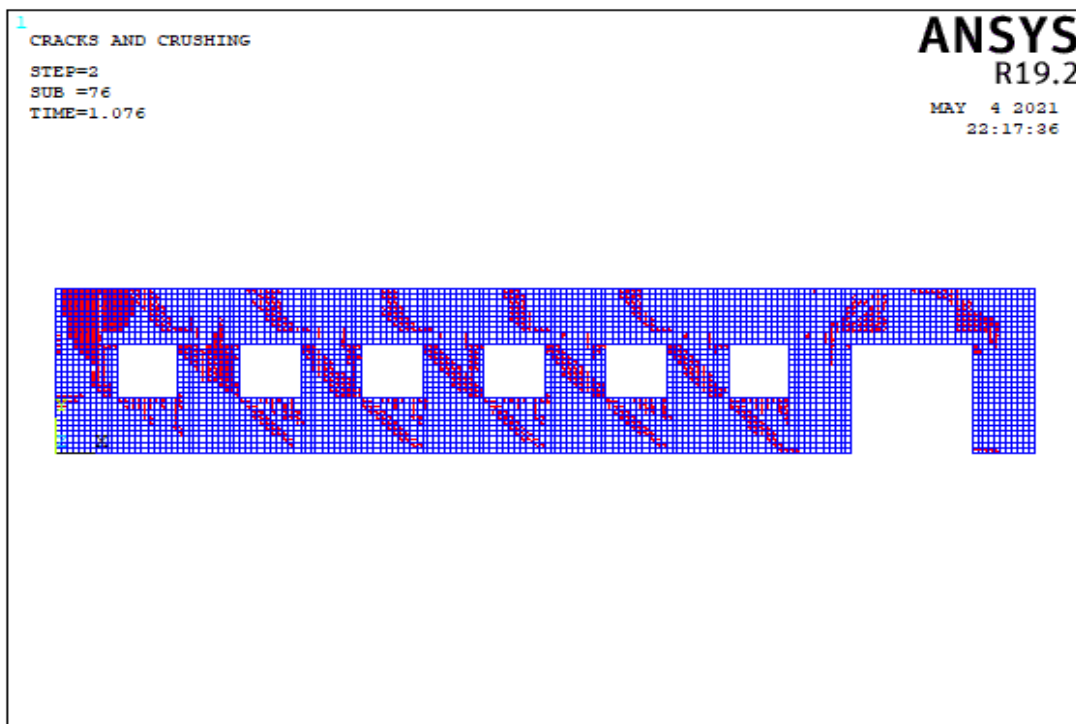 1
CRACKS AND CRUSHING
STEP=2
SUB =76
TIME=1.076
ANSYS
R19.2
MAY 4 2021
22:17:36
X